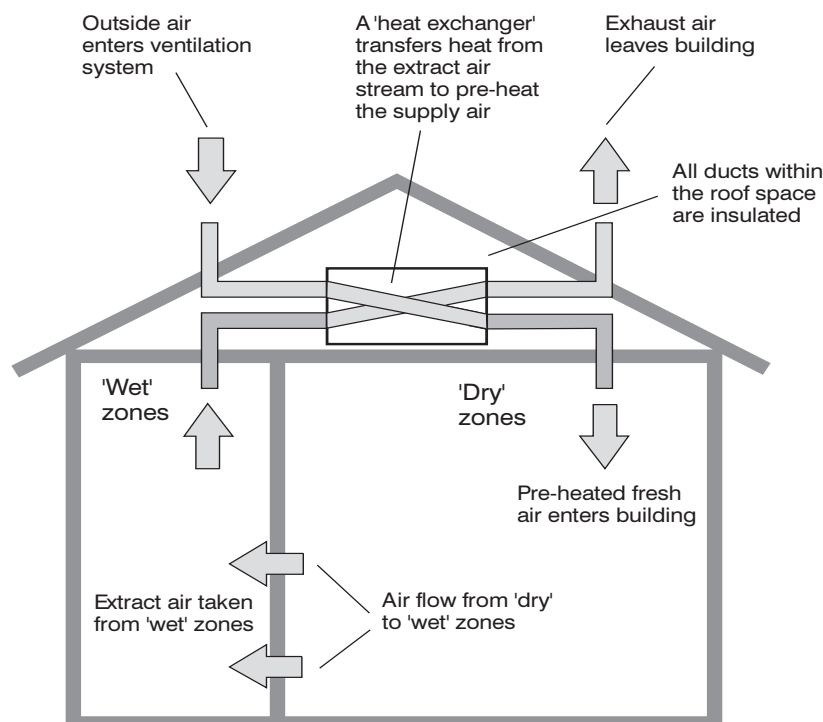 Outside air
enters ventilation
system
A 'heat exchanger'
transfers heat from
the extract air
stream to pre-heat
the supply air
Exhaust air
leaves building
All ducts within
the roof space
are insulated
'Wet'
zones
'Dry'
zones
Pre-heated fresh
air enters building
Extract air taken
from 'wet' zones
Air flow from 'dry'
to 'wet' zones